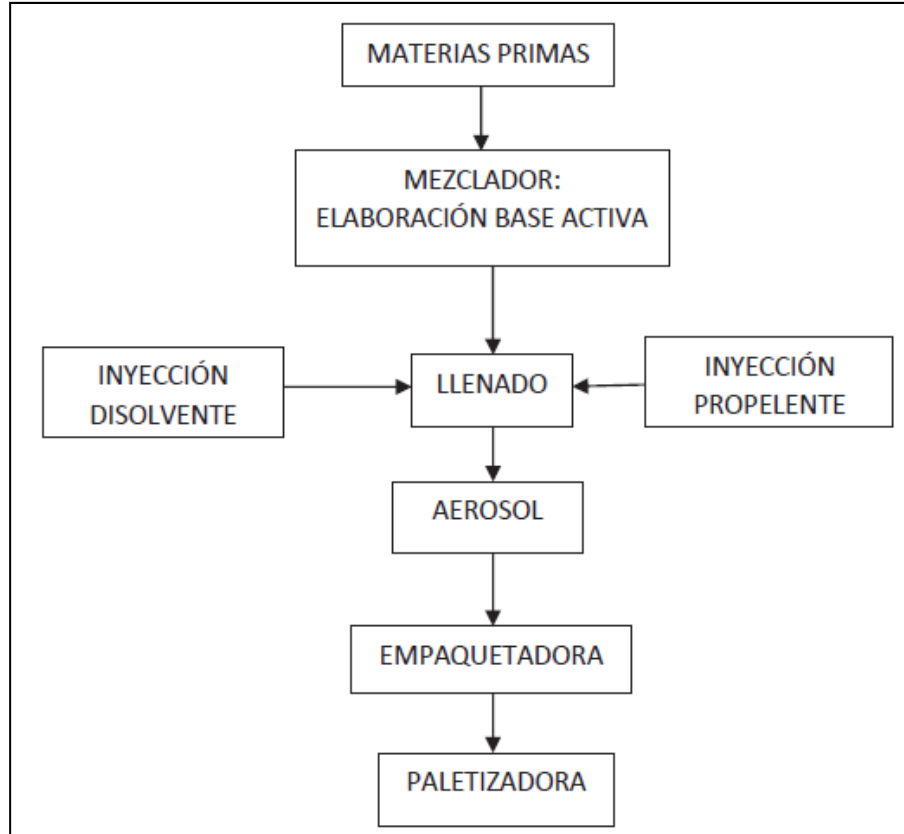 MATERIAS PRIMAS
MEZCLADOR:
ELABORACIÓN BASE ACTIVA
INYECCIÓN
DISOLVENTE
LLENADO
INYECCIÓN
PROPELENTE
AEROSOL
EMPAQUETADORA
PALETIZADORA